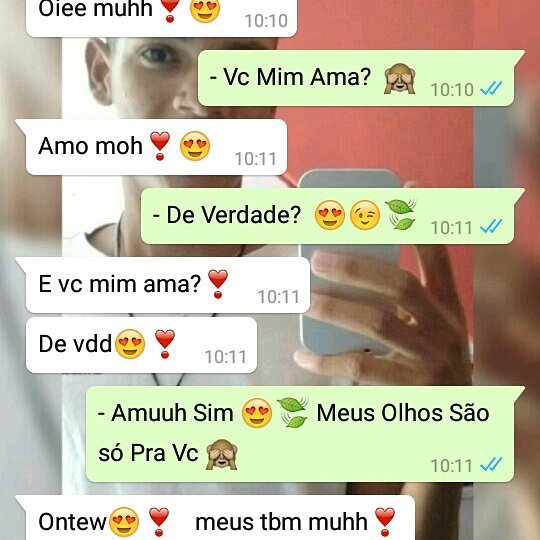 Oiee muhh❣️😍 10:10
- Vc Mim Ama? 🙈 10:10
Amo moh❣️😍 10:11
- De Verdade? 😍😉🍃 10:11
E vc mim ama?❣️ 10:11
De vdd😍❣️ 10:11
- Amuuh Sim 😍🍃 Meus Olhos São
só Pra Vc 🙈 10:11
Ontew😍❣️ meus tbm muhh❣️